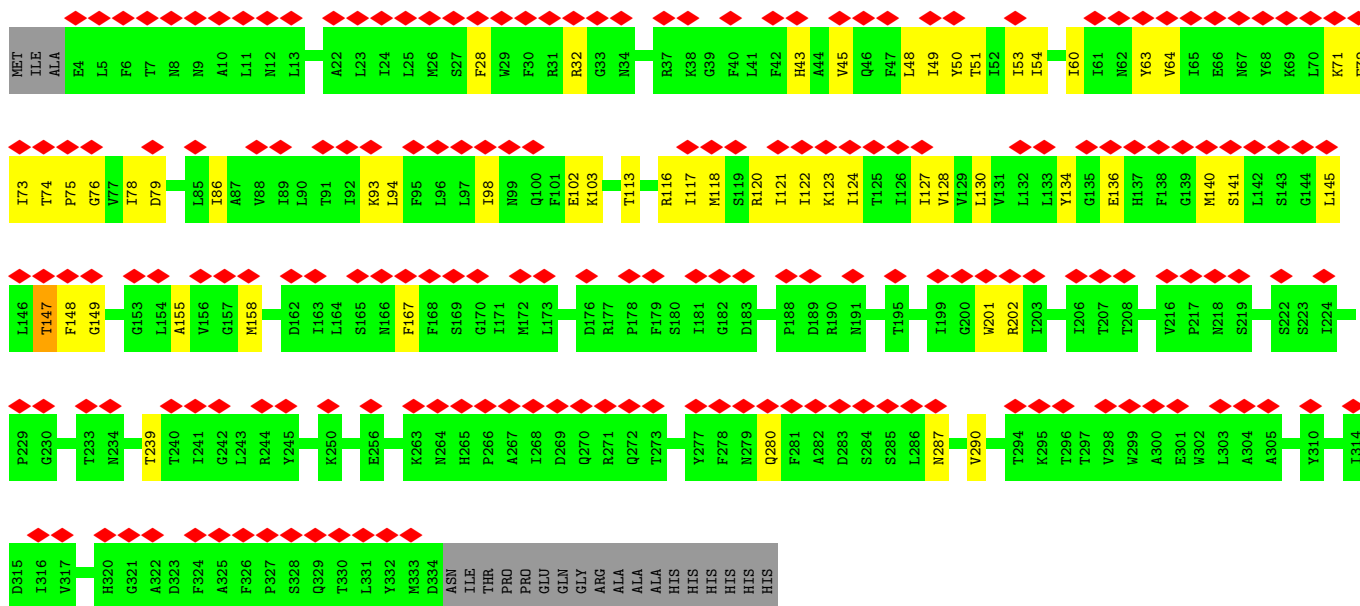 MET ILE ALA E4 L5 F6 T7 N8 N9 A10 L11 N12 L13 A22 L23 I24 L25 M26 S27 F28 W29 F30 R31 R32 G33 N34 R37 K38 G39 F40 L41 F42 H43 A44 V45 Q46 F47 L48 I49 Y50 T51 I52 I53 I54 I60 I61 N62 Y63 V64 I65 E66 N67 Y68 K69 L70 K71
I73 T74 P75 G76 V77 I78 D79 L85 I86 A87 V88 I89 L90 T91 I92 K93 L94 F95 L96 L97 I98 N99 Q100 F101 E102 K103 T113 R116 I117 M118 S119 R120 I121 I122 K123 I124 T125 I126 I127 V128 V129 L130 V131 L132 L133 Y134 G135 E136 H137 F138 G139 M140 S141 L142 S143 G144 L145
L146 T147 F148 G149 G153 L154 A155 V156 G157 M158 D162 I163 L164 S165 N166 F167 F168 S169 G170 I171 M172 L173 D176 R177 P178 F179 S180 I181 G182 D183 P188 D189 R190 N191 T195 I199 G200 W201 R202 I203 I206 T207 T208 V216 P217 N218 S219 S222 S223 I224
P229 G230 T233 N234 T239 T240 I241 G242 L243 R244 Y245 K250 E256 K263 N264 H265 P266 A267 I268 D269 Q270 R271 Q272 T273 Y277 F278 N279 Q280 F281 A282 D283 S284 S285 L286 N287 V290 T294 K295 T296 T297 V298 W299 A300 E301 W302 L303 A304 A305 Y310 I314
D315 I316 V317 H320 G321 A322 D323 F324 A325 F326 P327 S328 Q329 T330 L331 Y332 M333 D334 ASN ILE THR PRO PRO GLU GLN GLY ARG ALA ALA ALA HIS HIS HIS HIS HIS HIS